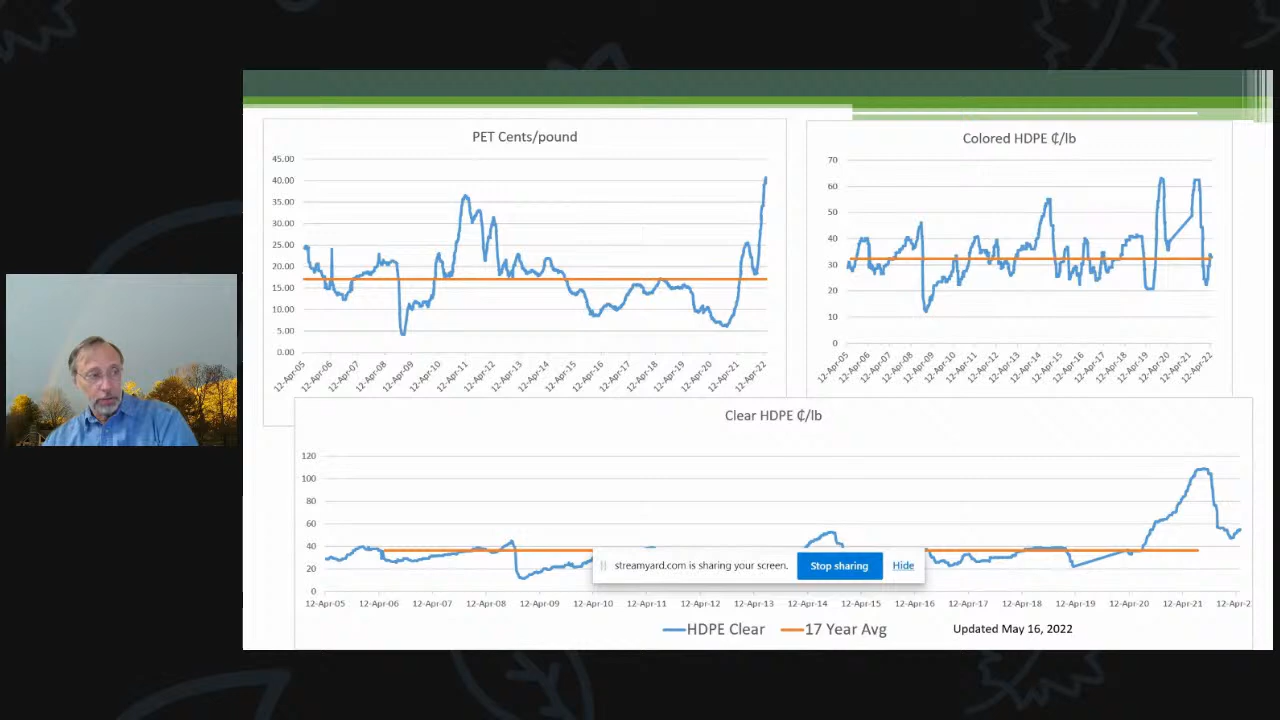 PET Cents/pound
45.00
40.00
35.00
30.00
25.00
20.00
15.00
10.00
5.00
0.00
12-Apr-05
12-Apr-06
12-Apr-07
12-Apr-08
12-Apr-09
12-Apr-10
12-Apr-11
12-Apr-12
12-Apr-13
12-Apr-14
12-Apr-15
12-Apr-16
12-Apr-17
12-Apr-18
12-Apr-19
12-Apr-20
12-Apr-21
12-Apr-22
Colored HDPE ₵/lb
70
60
50
40
30
20
10
0
12-Apr-05
12-Apr-06
12-Apr-07
12-Apr-08
12-Apr-09
12-Apr-10
12-Apr-11
12-Apr-12
12-Apr-13
12-Apr-14
12-Apr-15
12-Apr-16
12-Apr-17
12-Apr-18
12-Apr-19
12-Apr-20
12-Apr-21
12-Apr-22
Clear HDPE ₵/lb
120
100
80
60
40
20
0
streamyard.com is sharing your screen. Stop sharing Hide
12-Apr-05 12-Apr-06 12-Apr-07 12-Apr-08 12-Apr-09 12-Apr-10 12-Apr-11 12-Apr-12 12-Apr-13 12-Apr-14 12-Apr-15 12-Apr-16 12-Apr-17 12-Apr-18 12-Apr-19 12-Apr-20 12-Apr-21 12-Apr-2
HDPE Clear 17 Year Avg Updated May 16, 2022